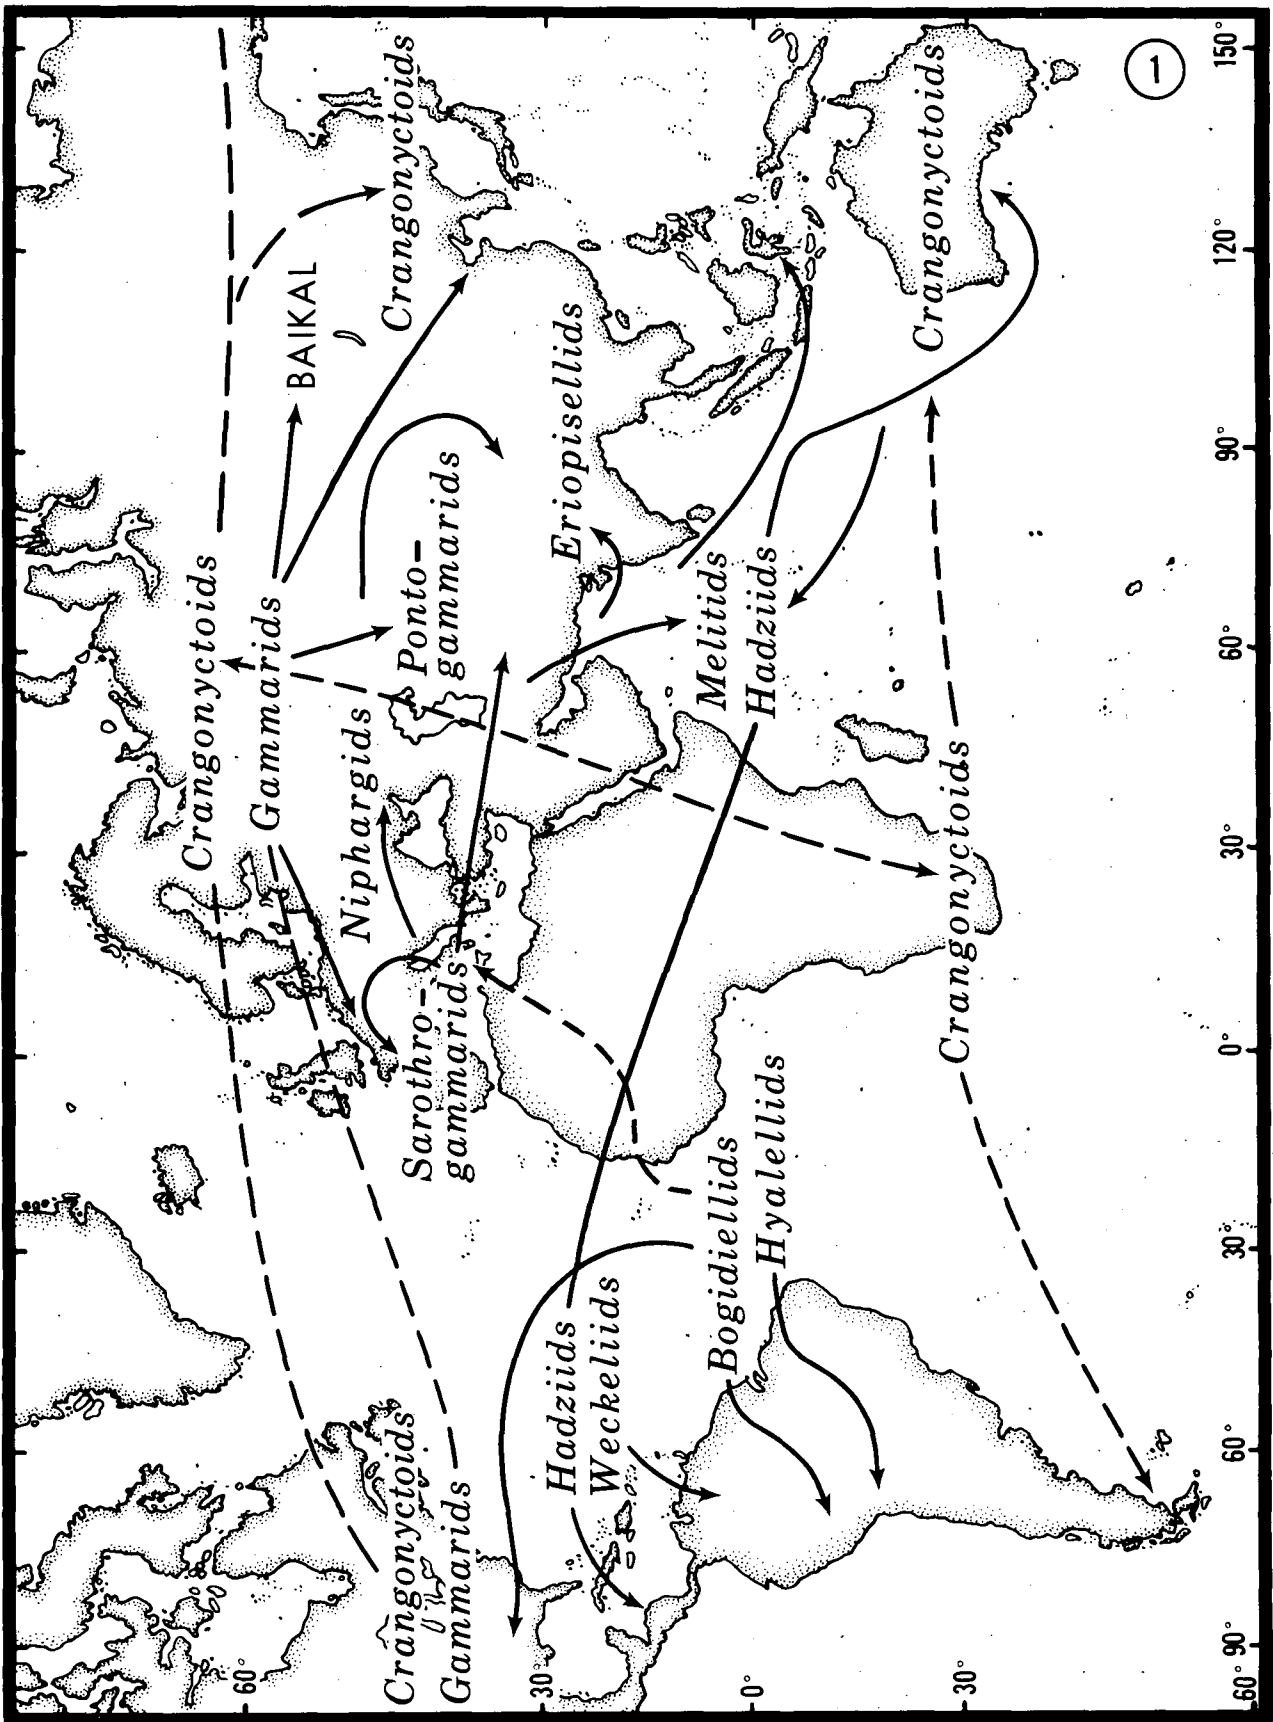 Crangonyctoids
Gammarids
Crangonyctoids
Gammarids
BAIKAL
Crangonyctoids
Niphargids
Ponto-
gammarids
Sarothro-
gammarids
Eriopisellids
Hadziids
Weckeliids
Melitids
Hadziids
Bogidiellids
Hyalellids
Crangonyctoids
Crangonyctoids
1
60°
30°
0°
30°
60°
90°
60°
30°
0°
30°
60°
90°
120°
150°